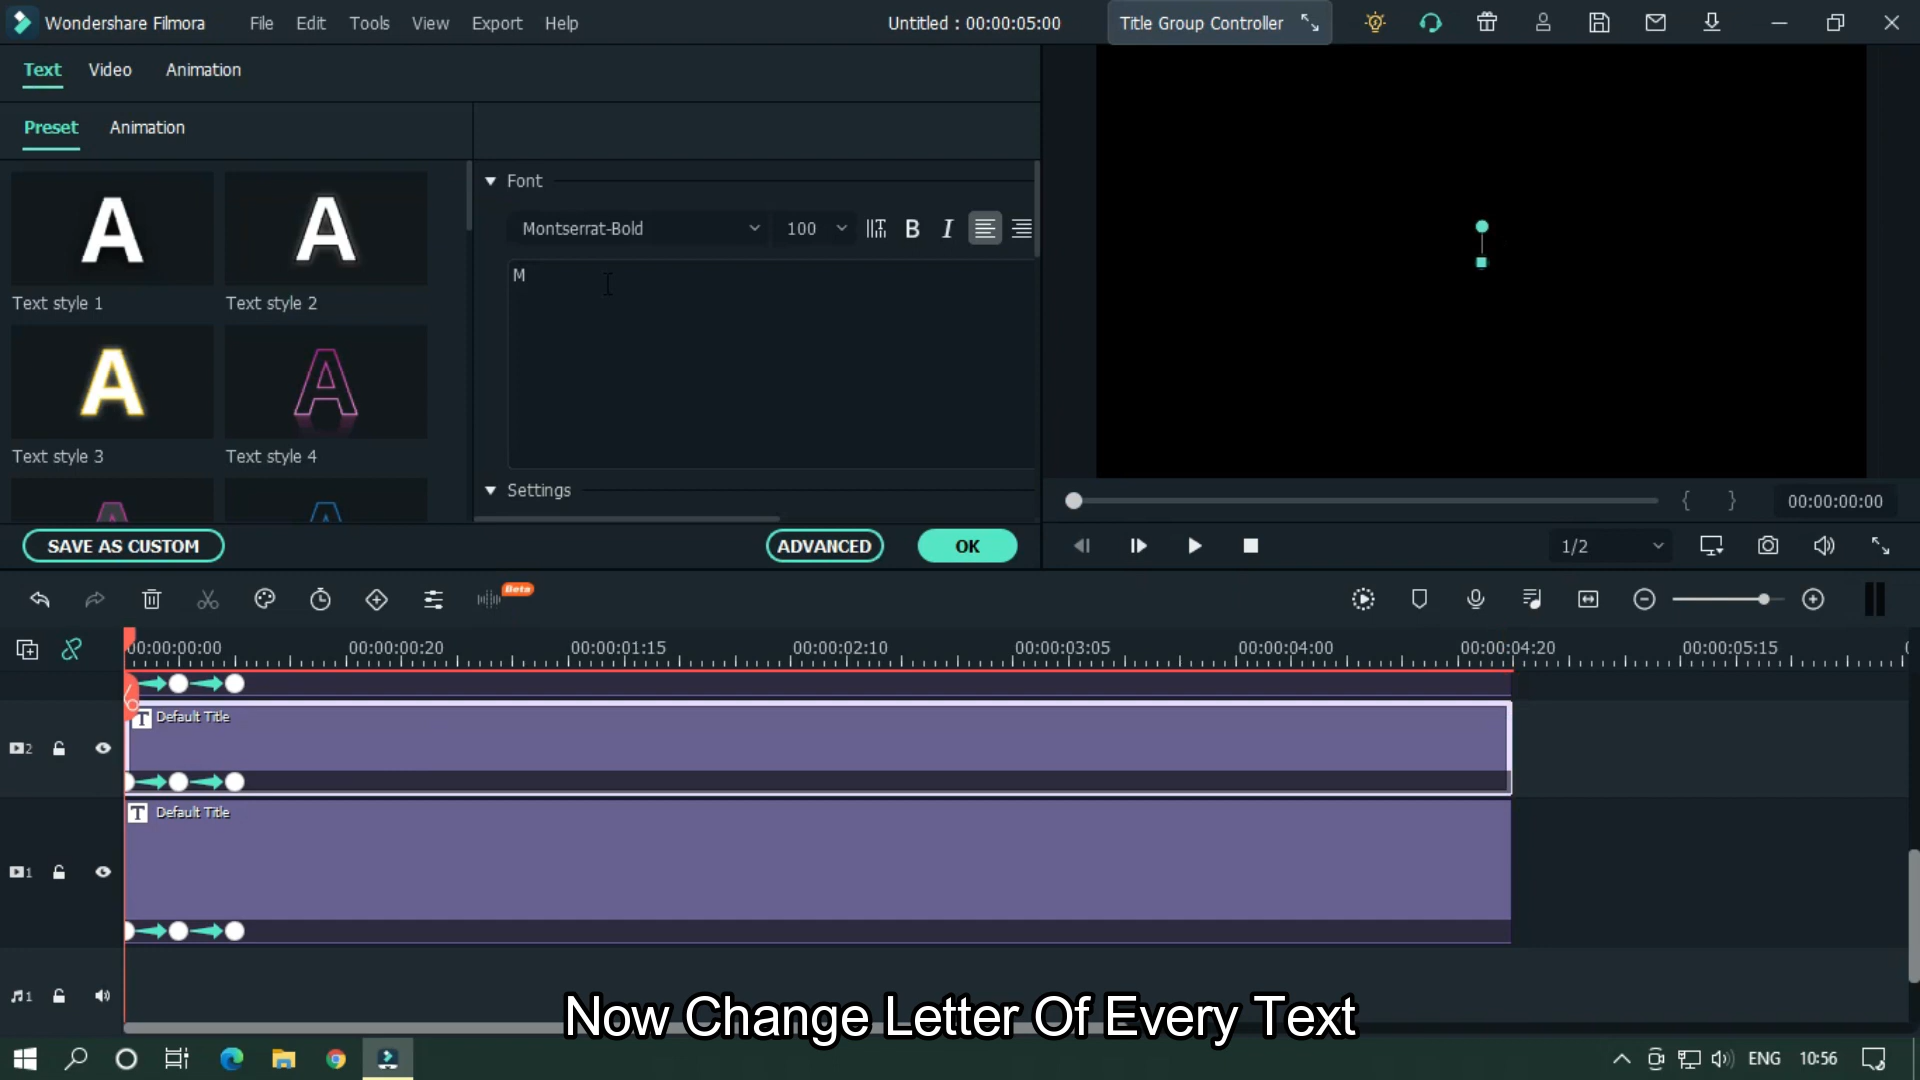 Wondershare Filmora File Edit Tools View Export Help Untitled : 00:00:05:00 Title Group Controller
Text Video Animation
Preset Animation
Font
Montserrat-Bold 100 B I
M
A A
Text style 1 Text style 2
A A
Text style 3 Text style 4
Settings
{ } 00:00:00:00
SAVE AS CUSTOM ADVANCED OK 1/2
Beta
00:00:00:00 00:00:00:20 00:00:01:15 00:00:02:10 00:00:03:05 00:00:04:00 00:00:04:20 00:00:05:15
T Default Title
2
T Default Title
1
1
Now Change Letter Of Every Text
ENG 10:56